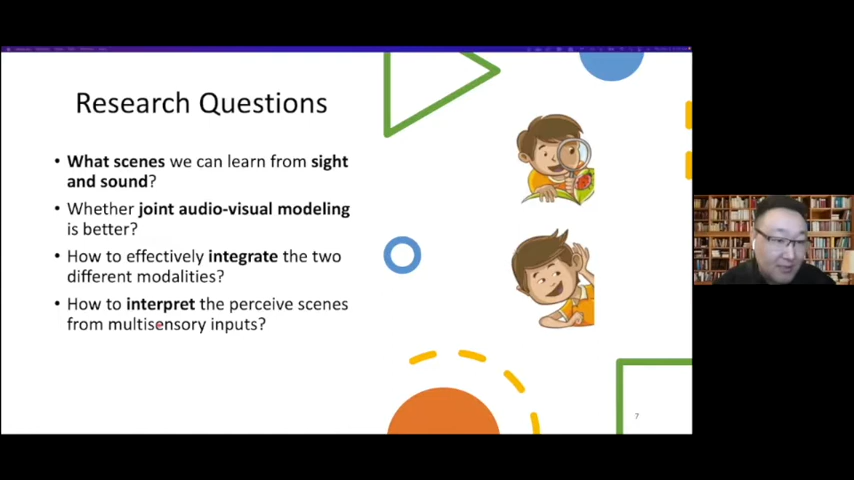 Research Questions
• What scenes we can learn from sight
and sound?
• Whether joint audio-visual modeling
is better?
• How to effectively integrate the two
different modalities?
• How to interpret the perceive scenes
from multisensory inputs?
7